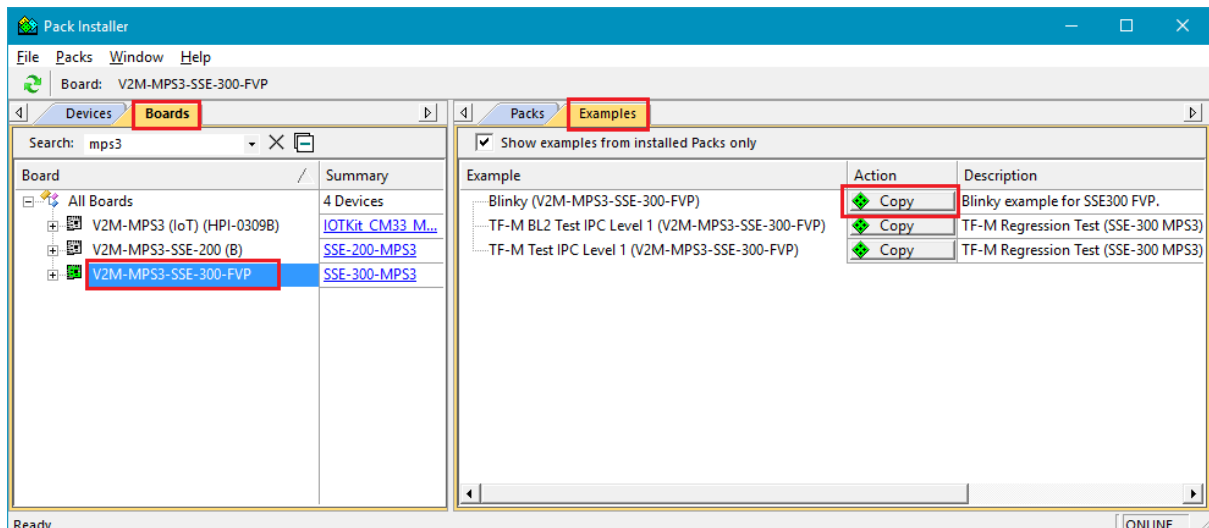 Pack Installer
File Packs Window Help
Board: V2M-MPS3-SSE-300-FVP
Devices Boards
Packs Examples
Search: mps3
Show examples from installed Packs only
Board Summary
Example Action Description
All Boards 4 Devices
Blinky (V2M-MPS3-SSE-300-FVP) Copy Blinky example for SSE300 FVP.
V2M-MPS3 (IoT) (HPI-0309B) IOTKit_CM33_M...
TF-M BL2 Test IPC Level 1 (V2M-MPS3-SSE-300-FVP) Copy TF-M Regression Test (SSE-300 MPS3)
V2M-MPS3-SSE-200 (B) SSE-200-MPS3
TF-M Test IPC Level 1 (V2M-MPS3-SSE-300-FVP) Copy TF-M Regression Test (SSE-300 MPS3)
V2M-MPS3-SSE-300-FVP SSE-300-MPS3
Ready ONLINE